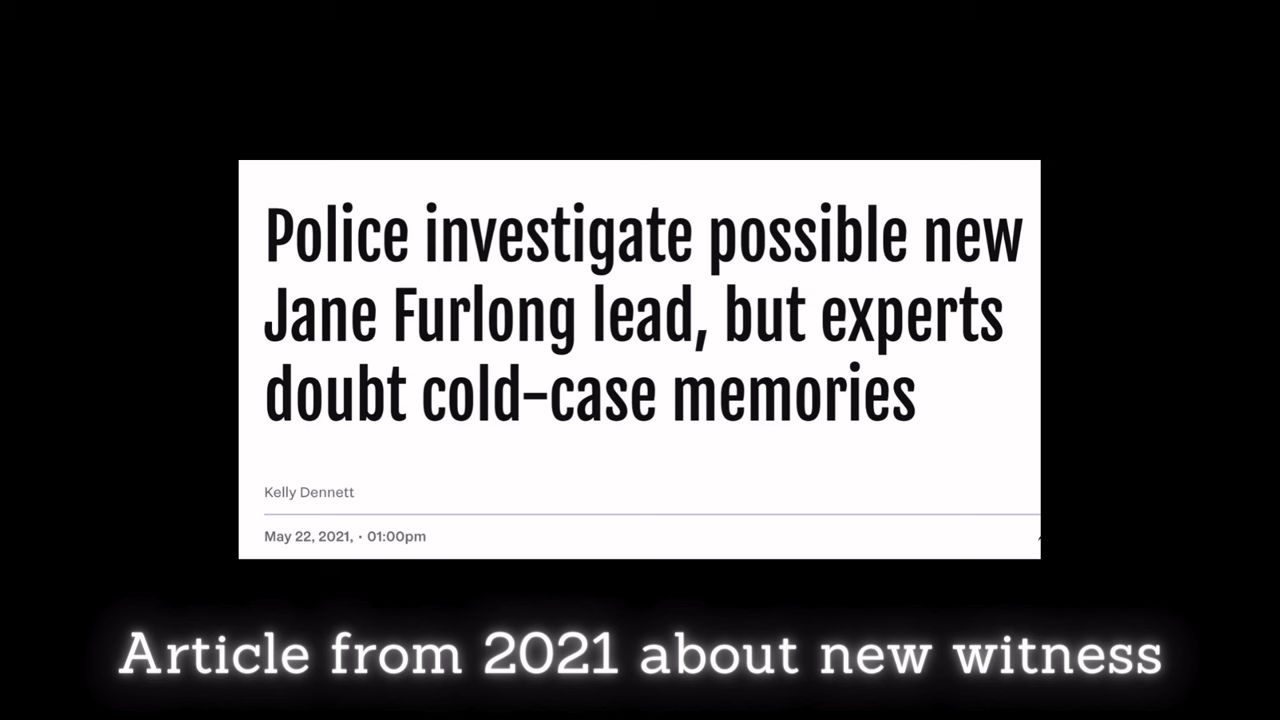 Police investigate possible new
Jane Furlong lead, but experts
doubt cold-case memories
Kelly Dennett
May 22, 2021, • 01:00pm
Article from 2021 about new witness